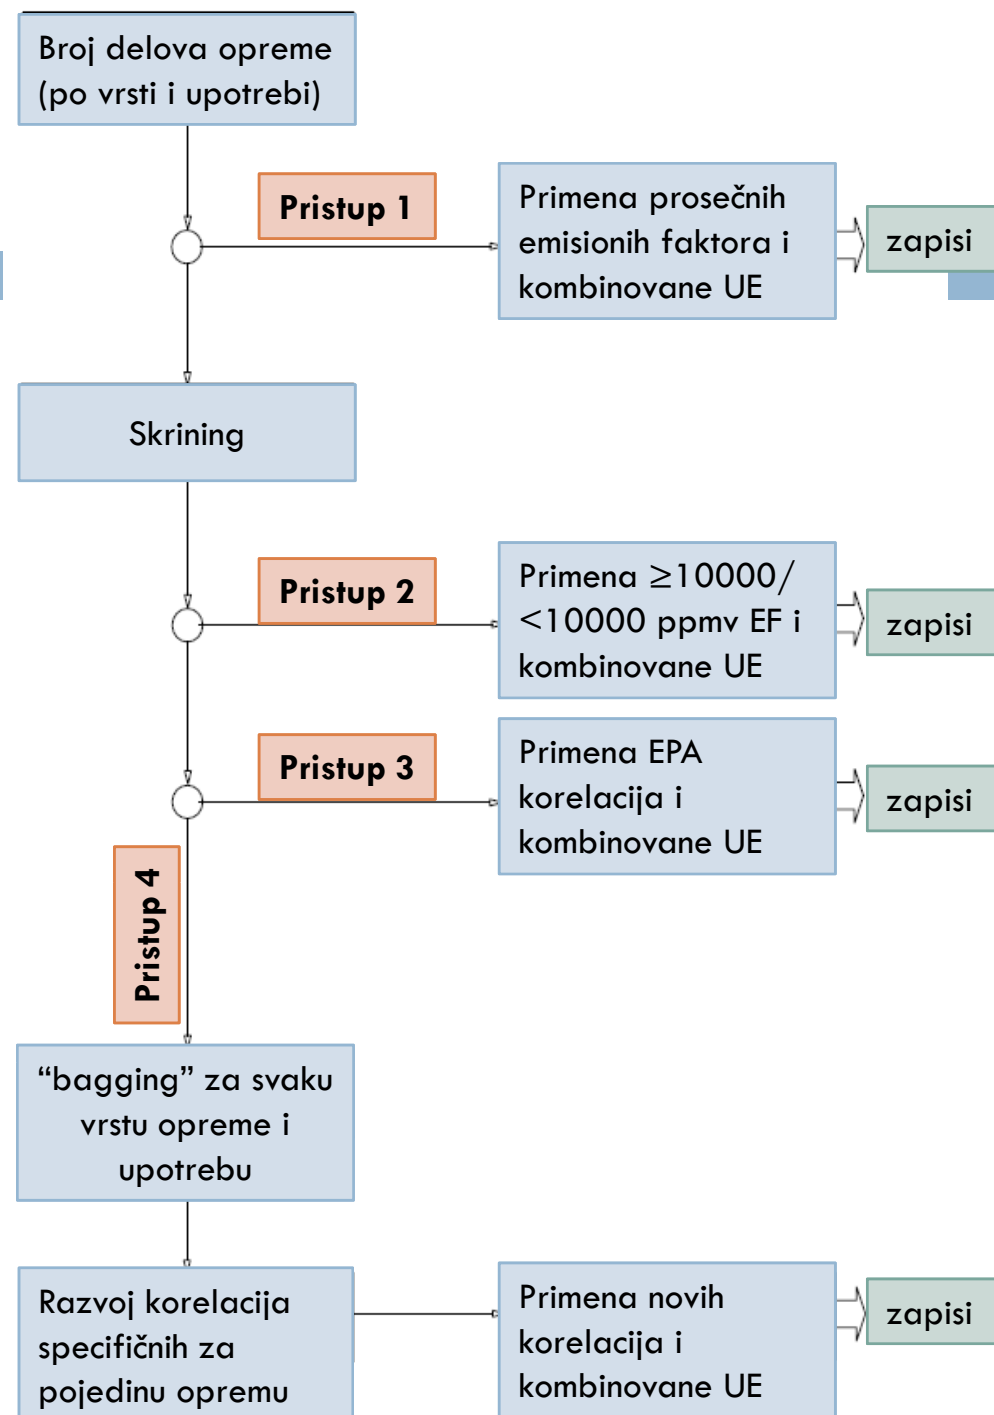 Broj delova opreme
(po vrsti i upotrebi)
Pristup 1
Primena prosečnih
emisionih faktora i
kombinovane UE
zapisi
Skrining
Pristup 2
Primena ≥10000/
<10000 ppmv EF i
kombinovane UE
zapisi
Pristup 3
Primena EPA
korelacija i
kombinovane UE
zapisi
Pristup 4
“bagging” za svaku
vrstu opreme i
upotrebu
Razvoj korelacija
specifičnih za
pojedinu opremu
Primena novih
korelacija i
kombinovane UE
zapisi